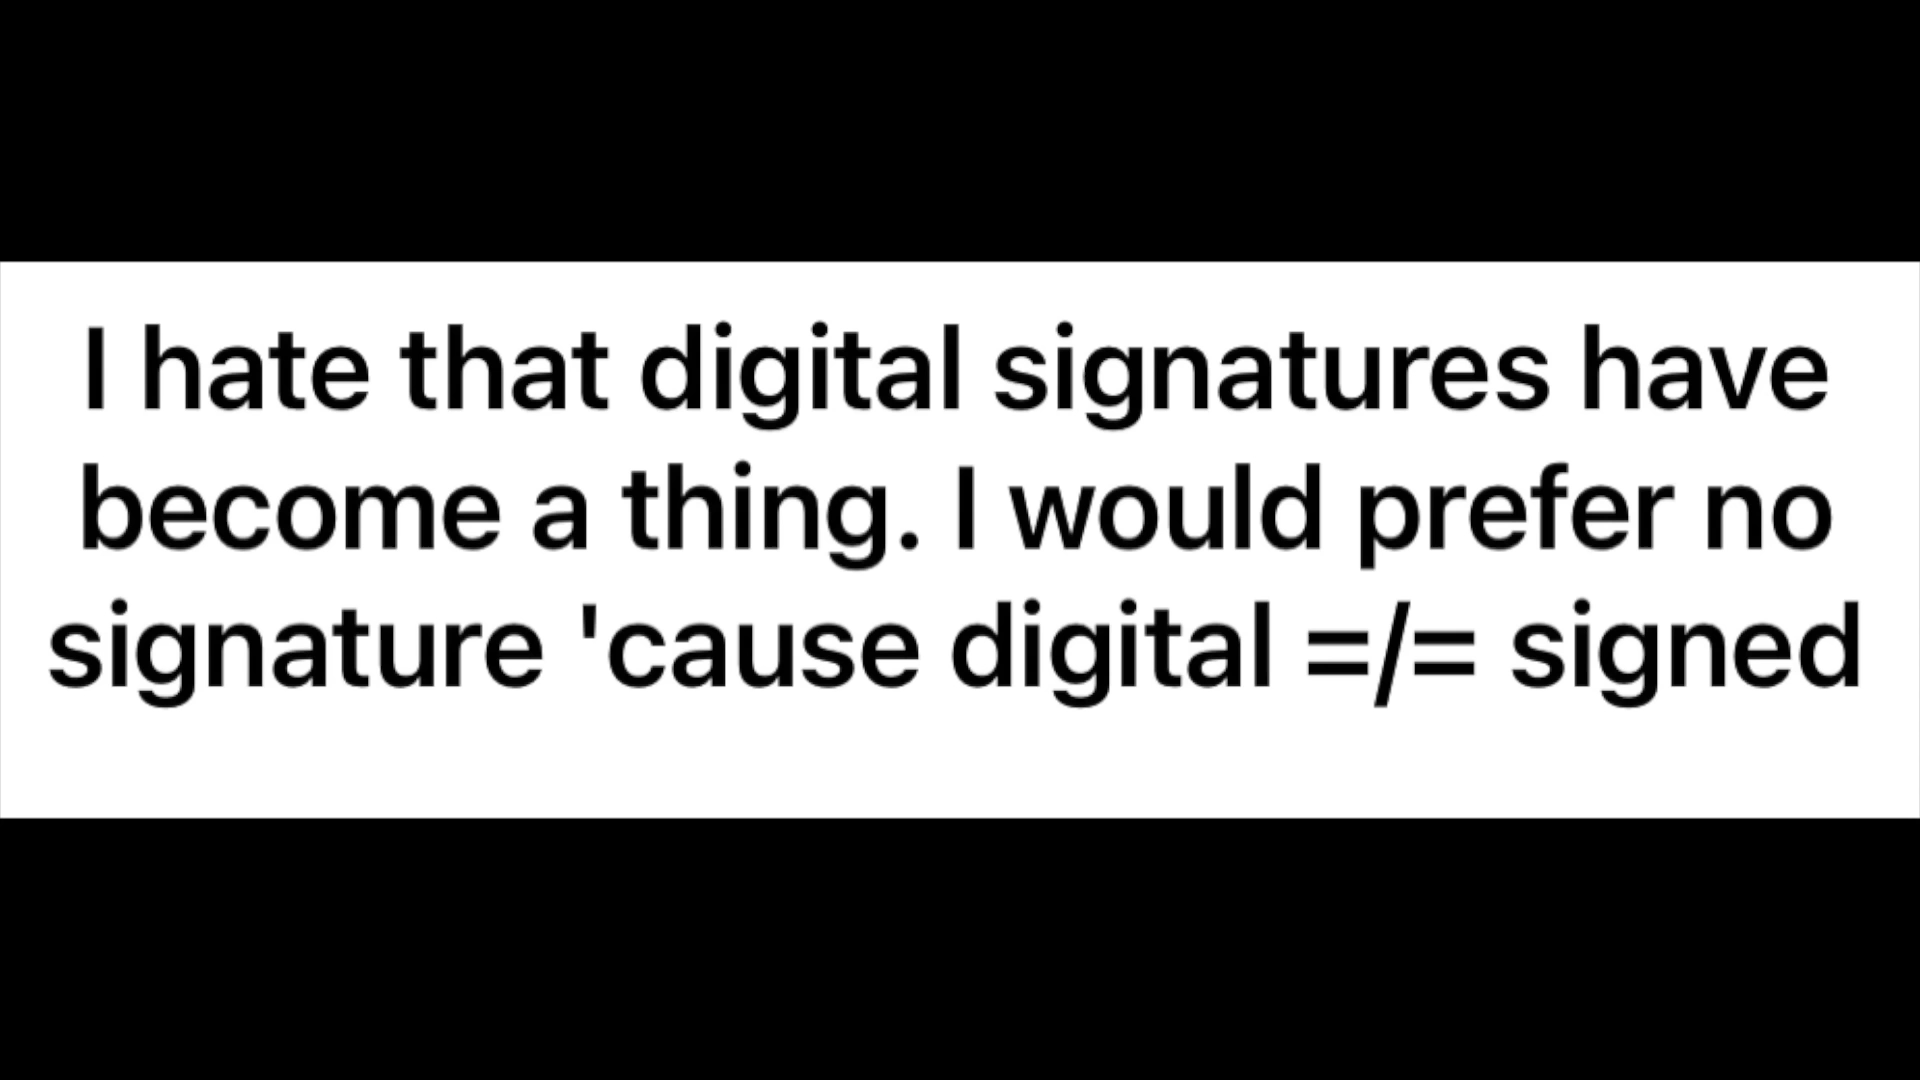 I hate that digital signatures have
become a thing. I would prefer no
signature 'cause digital =/= signed